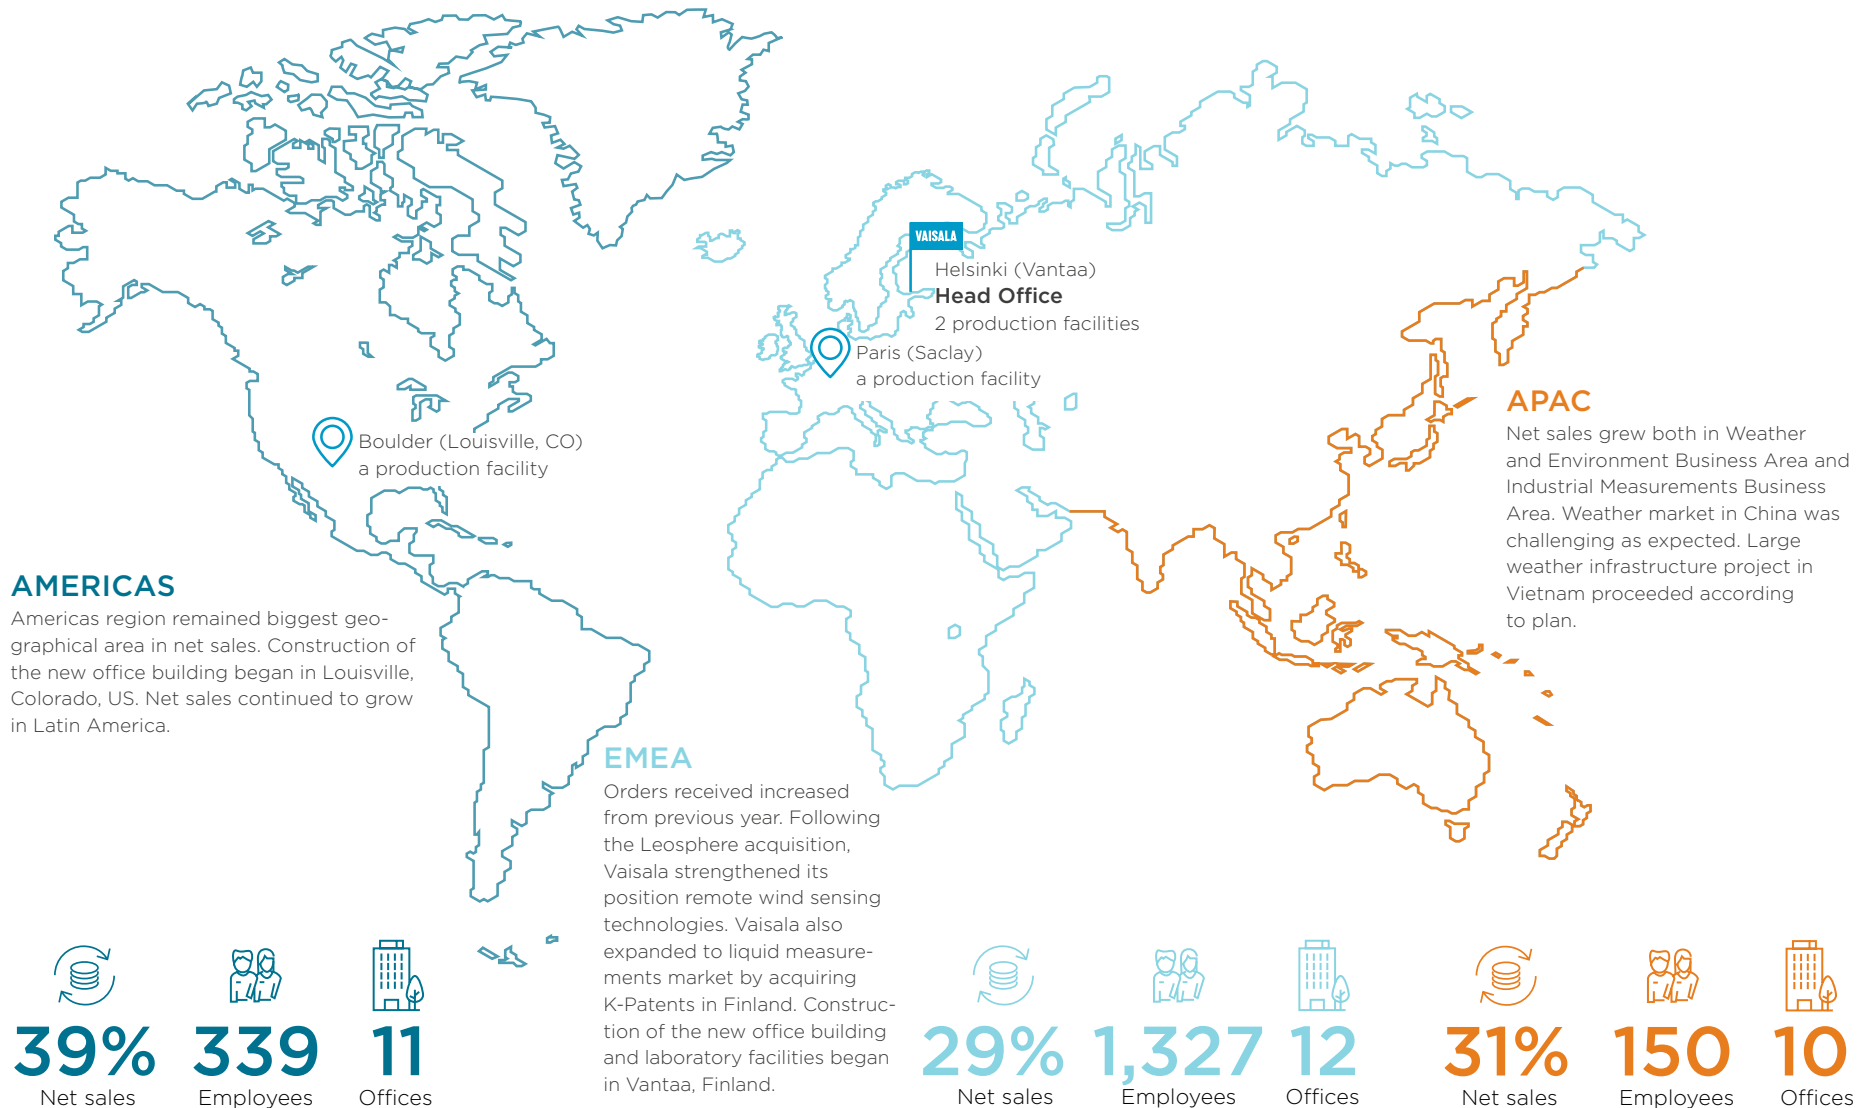 VAISALA
Helsinki (Vantaa)
Head Office
2 production facilities
Paris (Saclay)
a production facility
Boulder (Louisville, CO)
a production facility
AMERICAS
Americas region remained biggest geo-
graphical area in net sales. Construction of
the new office building began in Louisville,
Colorado, US. Net sales continued to grow
in Latin America.
39%
Net sales
339
Employees
11
Offices
EMEA
Orders received increased
from previous year. Following
the Leosphere acquisition,
Vaisala strengthened its
position remote wind sensing
technologies. Vaisala also
expanded to liquid measure-
ments market by acquiring
K-Patents in Finland. Construc-
tion of the new office building
and laboratory facilities began
in Vantaa, Finland.
29%
Net sales
1,327
Employees
12
Offices
APAC
Net sales grew both in Weather
and Environment Business Area and
Industrial Measurements Business
Area. Weather market in China was
challenging as expected. Large
weather infrastructure project in
Vietnam proceeded according
to plan.
31%
Net sales
150
Employees
10
Offices